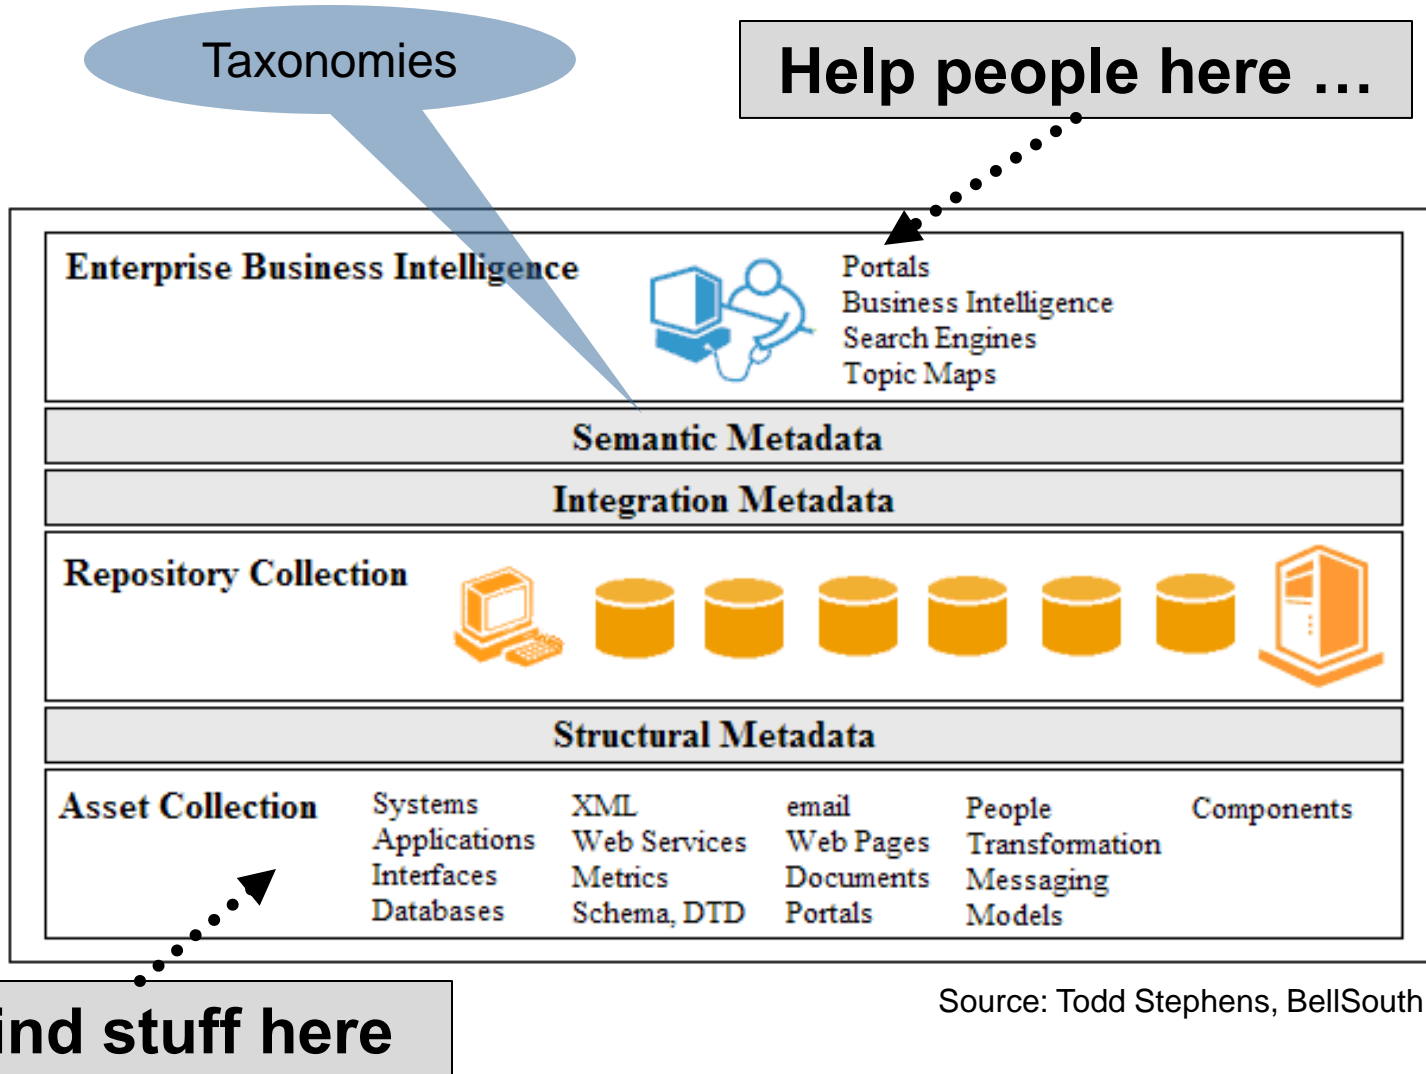 Taxonomies
Help people here …
Enterprise Business Intelligence
Portals
Business Intelligence
Search Engines
Topic Maps
Semantic Metadata
Integration Metadata
Repository Collection
Structural Metadata
Asset Collection
Systems
Applications
Interfaces
Databases
XML
Web Services
Metrics
Schema, DTD
email
Web Pages
Documents
Portals
People
Transformation
Messaging
Models
Components
ind stuff here
Source: Todd Stephens, BellSouth